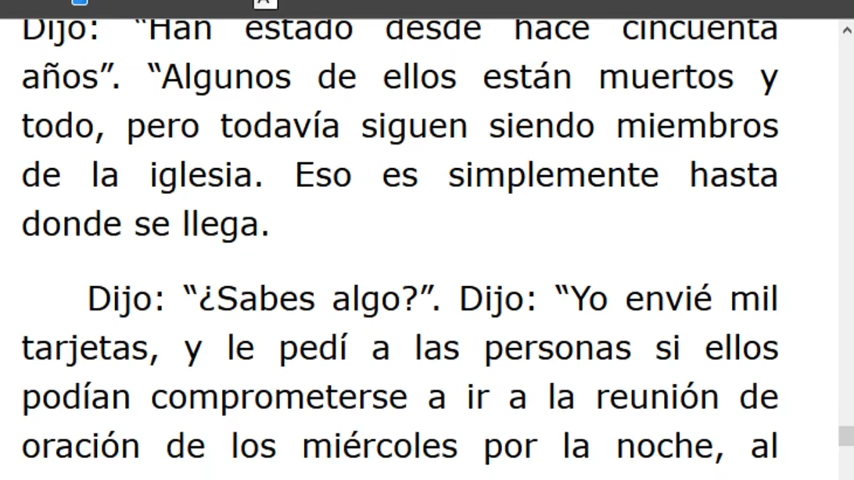 Dijo: “Han estado desde hace cincuenta
años”. “Algunos de ellos están muertos y
todo, pero todavía siguen siendo miembros
de la iglesia. Eso es simplemente hasta
donde se llega.
Dijo: “¿Sabes algo?”. Dijo: “Yo envié mil
tarjetas, y le pedí a las personas si ellos
podían comprometerse a ir a la reunión de
oración de los miércoles por la noche, al